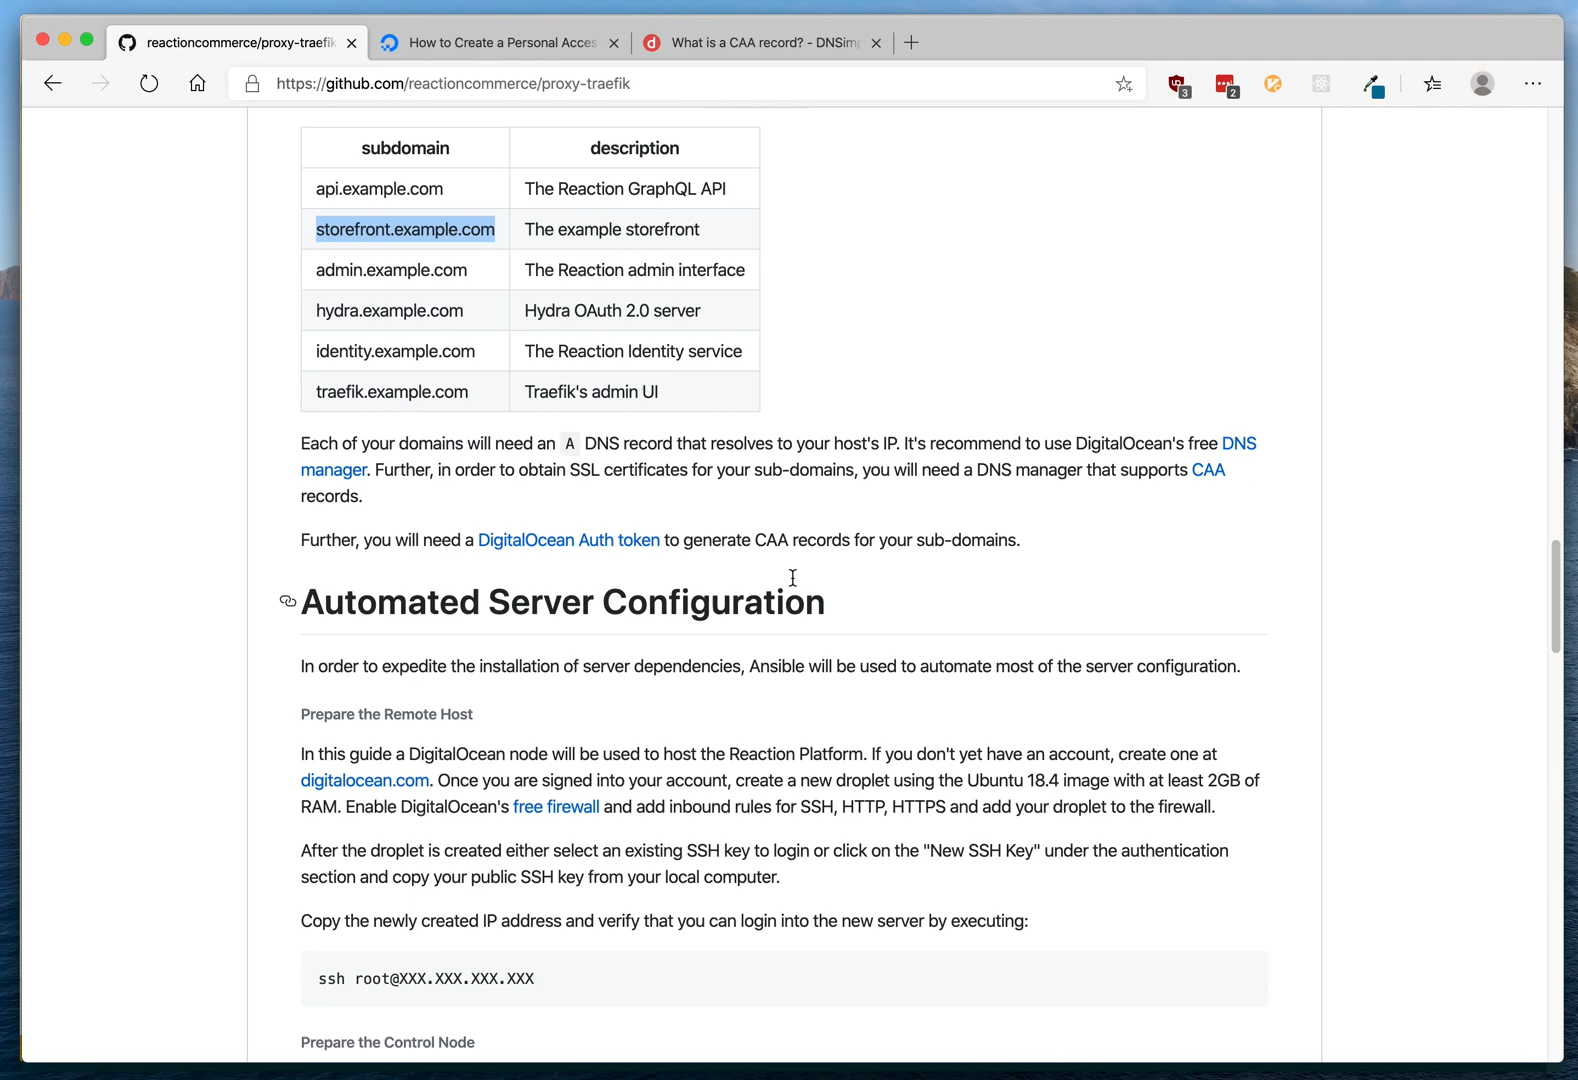 reactioncommerce/proxy-traefik
How to Create a Personal Acces
What is a CAA record? - DNSimp
https://github.com/reactioncommerce/proxy-traefik
3
2
subdomain description
api.example.com The Reaction GraphQL API
storefront.example.com The example storefront
admin.example.com The Reaction admin interface
hydra.example.com Hydra OAuth 2.0 server
identity.example.com The Reaction Identity service
traefik.example.com Traefik's admin UI
Each of your domains will need an A DNS record that resolves to your host's IP. It's recommend to use DigitalOcean's free DNS
manager. Further, in order to obtain SSL certificates for your sub-domains, you will need a DNS manager that supports CAA
records.
Further, you will need a DigitalOcean Auth token to generate CAA records for your sub-domains.
Automated Server Configuration
In order to expedite the installation of server dependencies, Ansible will be used to automate most of the server configuration.
Prepare the Remote Host
In this guide a DigitalOcean node will be used to host the Reaction Platform. If you don't yet have an account, create one at
digitalocean.com. Once you are signed into your account, create a new droplet using the Ubuntu 18.4 image with at least 2GB of
RAM. Enable DigitalOcean's free firewall and add inbound rules for SSH, HTTP, HTTPS and add your droplet to the firewall.
After the droplet is created either select an existing SSH key to login or click on the "New SSH Key" under the authentication
section and copy your public SSH key from your local computer.
Copy the newly created IP address and verify that you can login into the new server by executing:
ssh root@XXX.XXX.XXX.XXX
Prepare the Control Node